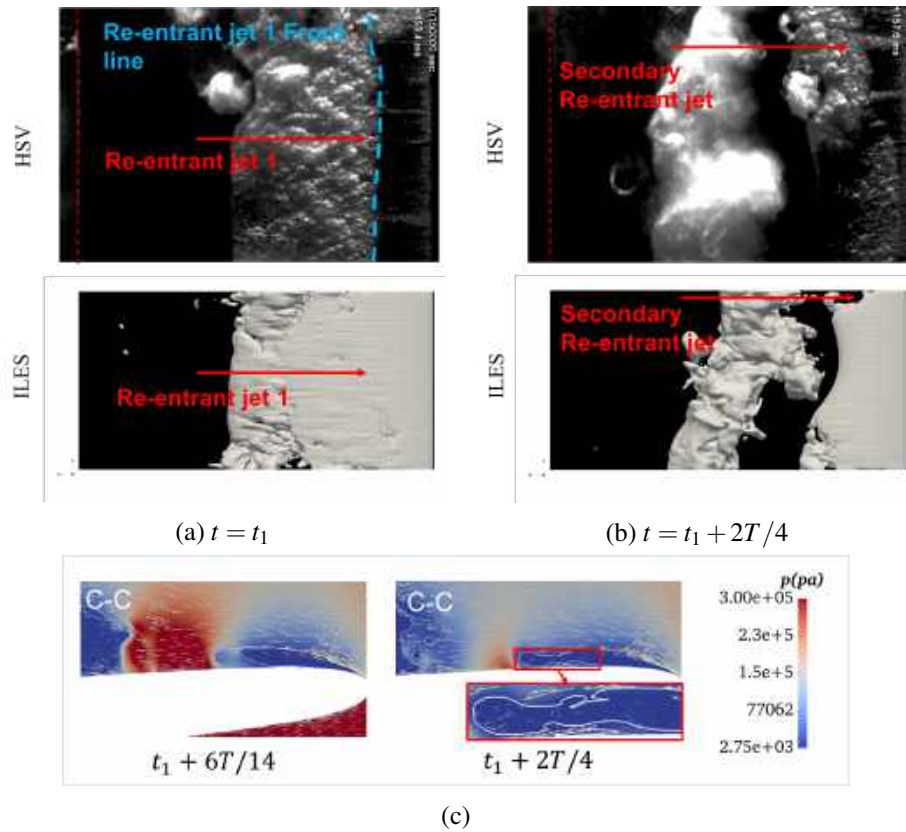 Re-entrant jet 1 Front
line
Re-entrant jet 1
HSV
Secondary
Re-entrant jet
HSV
Re-entrant jet 1
ILES
Secondary
Re-entrant jet
ILES
(a) t = t₁
(b) t = t₁ + 2T/4
C-C
C-C
p(pa)
3.00e+05
2.3e+5
1.5e+5
77062
2.75e+03
t₁ + 6T/14
t₁ + 2T/4
(c)